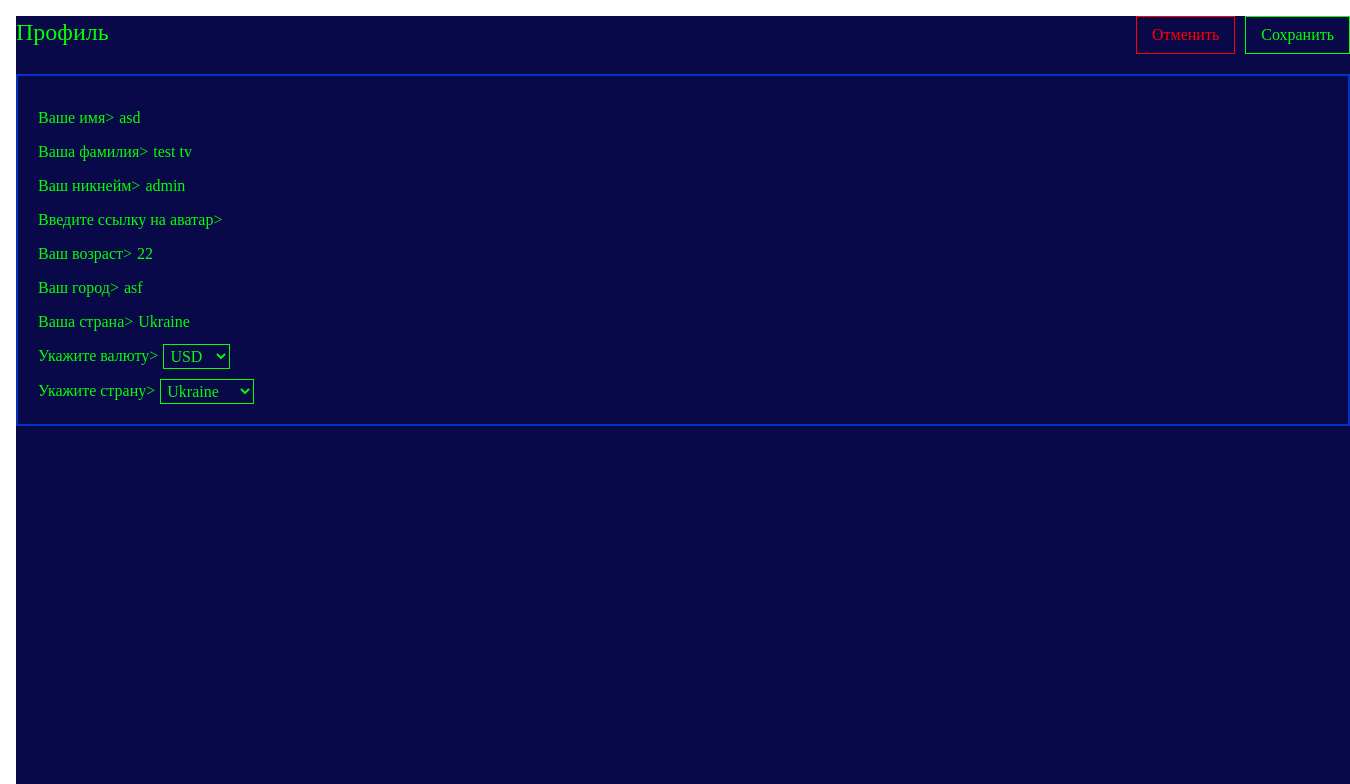 Профиль
Отменить
Сохранить
Ваше имя> asd
Ваша фамилия> test tv
Ваш никнейм> admin
Введите ссылку на аватар>
Ваш возраст> 22
Ваш город> asf
Ваша страна> Ukraine
Укажите валюту> USD
Укажите страну> Ukraine